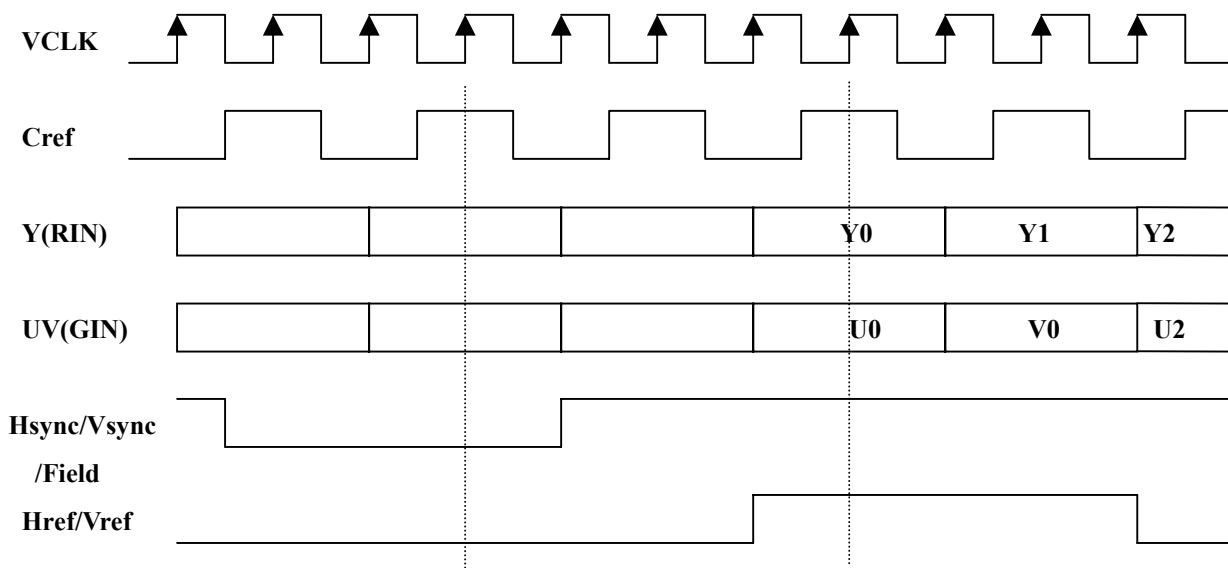 VCLK
Cref
Y(RIN) Y0 Y1 Y2
UV(GIN) U0 V0 U2
Hsync/Vsync
/Field
Href/Vref